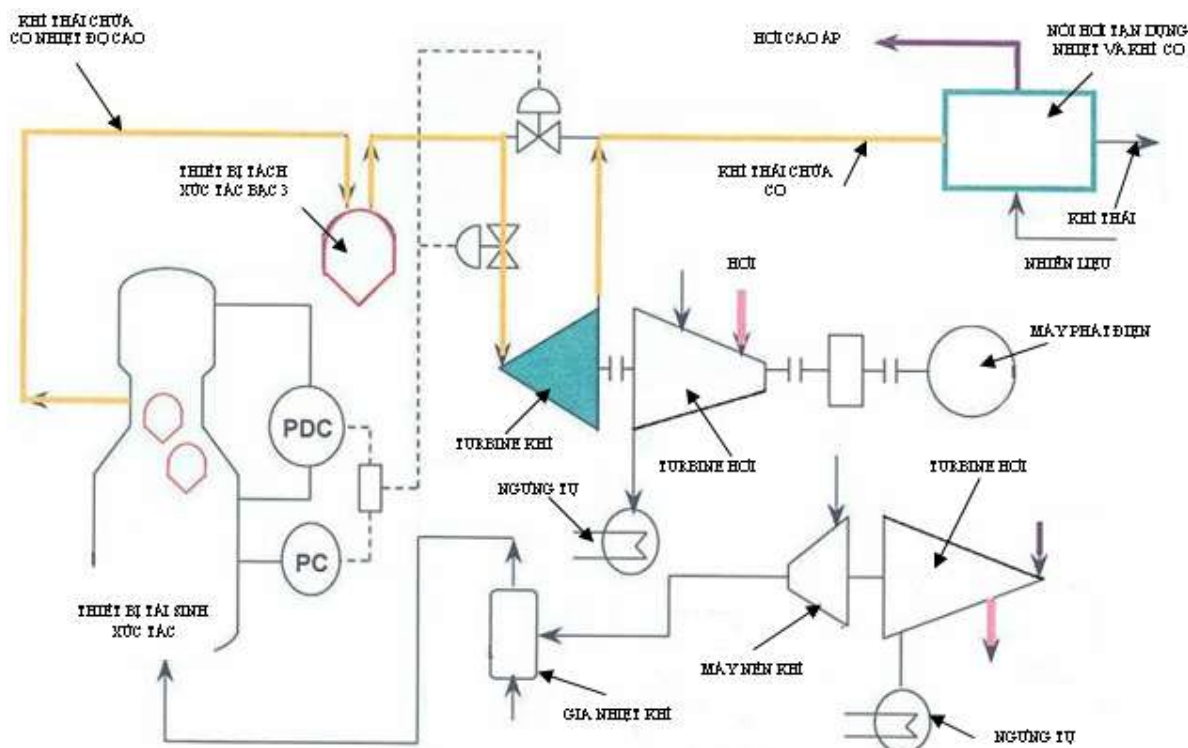 KHÍ THẢI CHỨA
CO NHIỆT ĐỘ CAO
HƠI CAO ÁP
NỒI HƠI TẬN DỤNG
NHIỆT VÀ KHÍ CO
THIẾT BỊ TÁCH
XÚC TÁC BẬC 3
KHÍ THẢI CHỨA
CO
KHÍ THẢI
NHIÊN LIỆU
HƠI
MÁY PHÁT ĐIỆN
PDC
TURBINE KHÍ
TURBINE HƠI
TURBINE HƠI
NGƯNG TỤ
PC
THIẾT BỊ TÁI SINH
XÚC TÁC
MÁY NÉN KHÍ
GIA NHIỆT KHÍ
NGƯNG TỤ